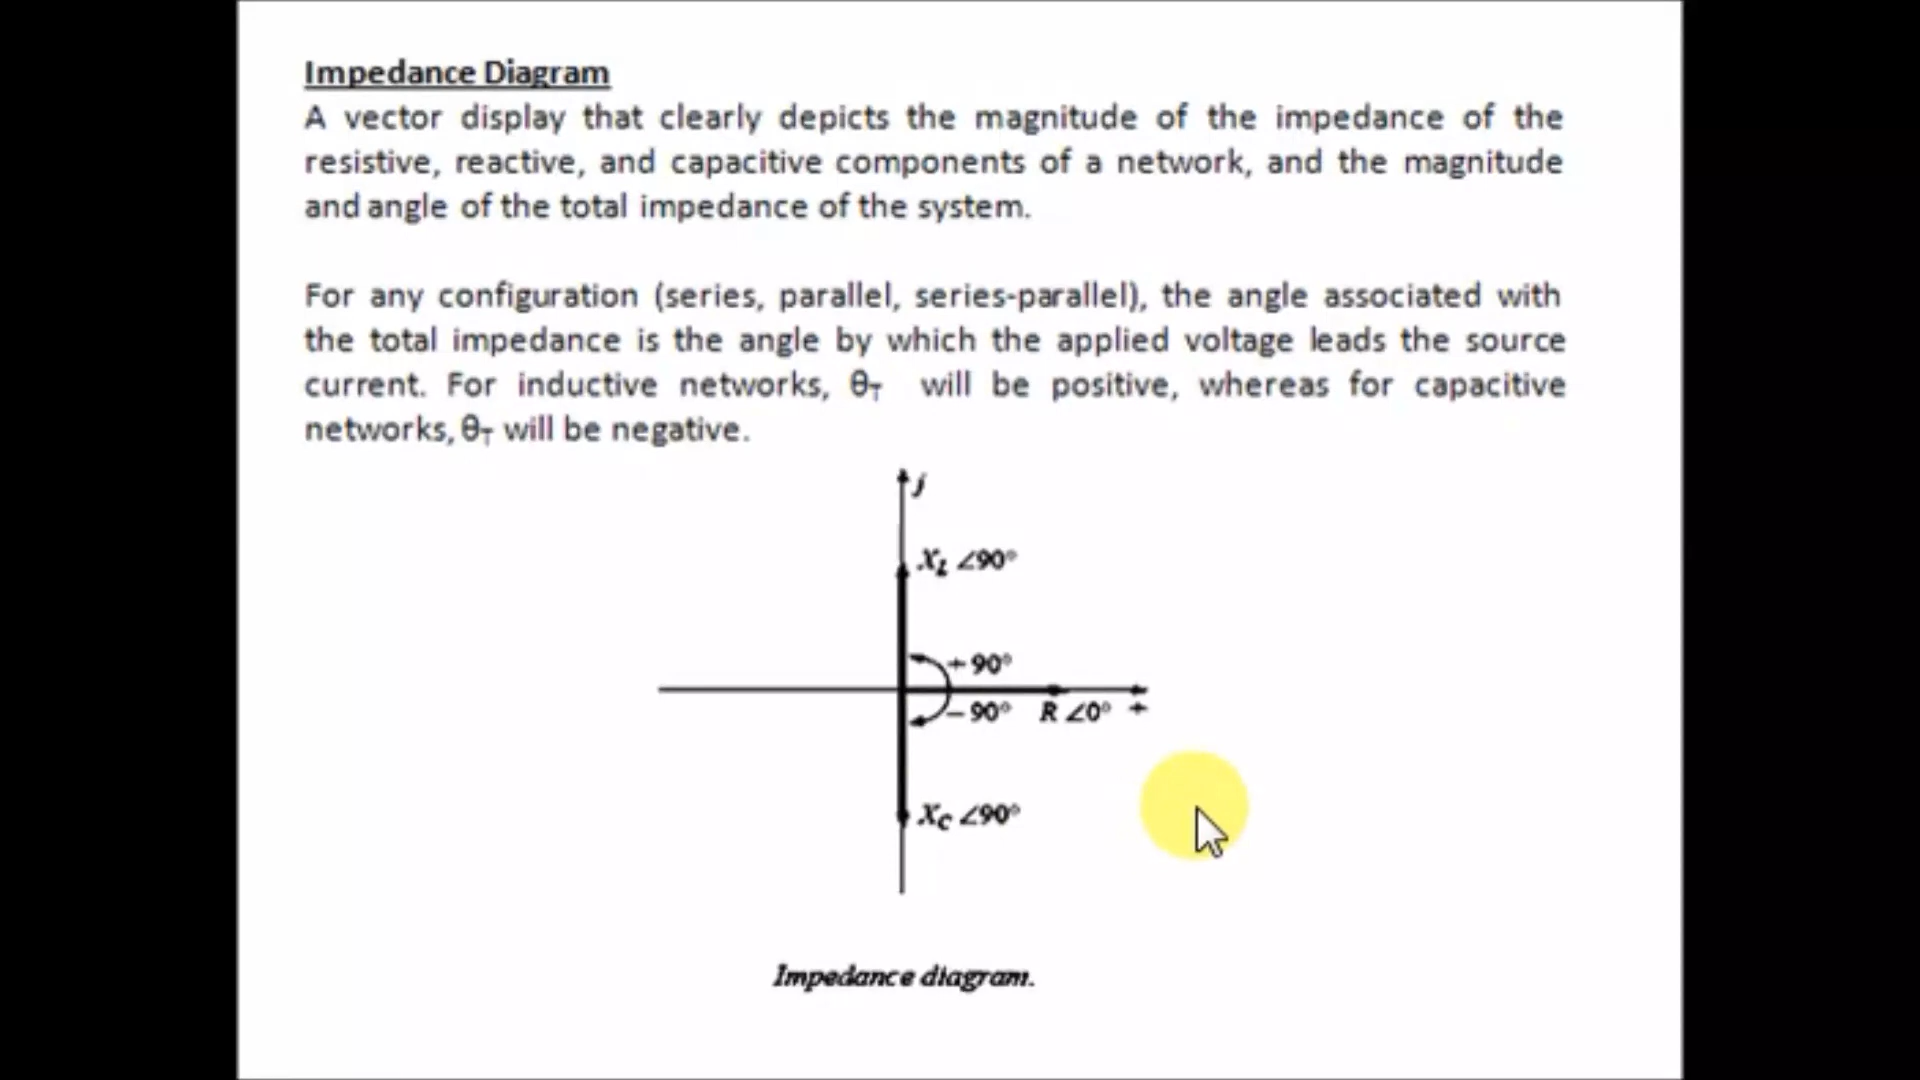 Impedance Diagram
A vector display that clearly depicts the magnitude of the impedance of the
resistive, reactive, and capacitive components of a network, and the magnitude
and angle of the total impedance of the system.
For any configuration (series, parallel, series-parallel), the angle associated with
the total impedance is the angle by which the applied voltage leads the source
current. For inductive networks, θT will be positive, whereas for capacitive
networks, θT will be negative.
j
XL ∠90°
+ 90°
– 90° R ∠0° +
XC ∠90°
Impedance diagram.